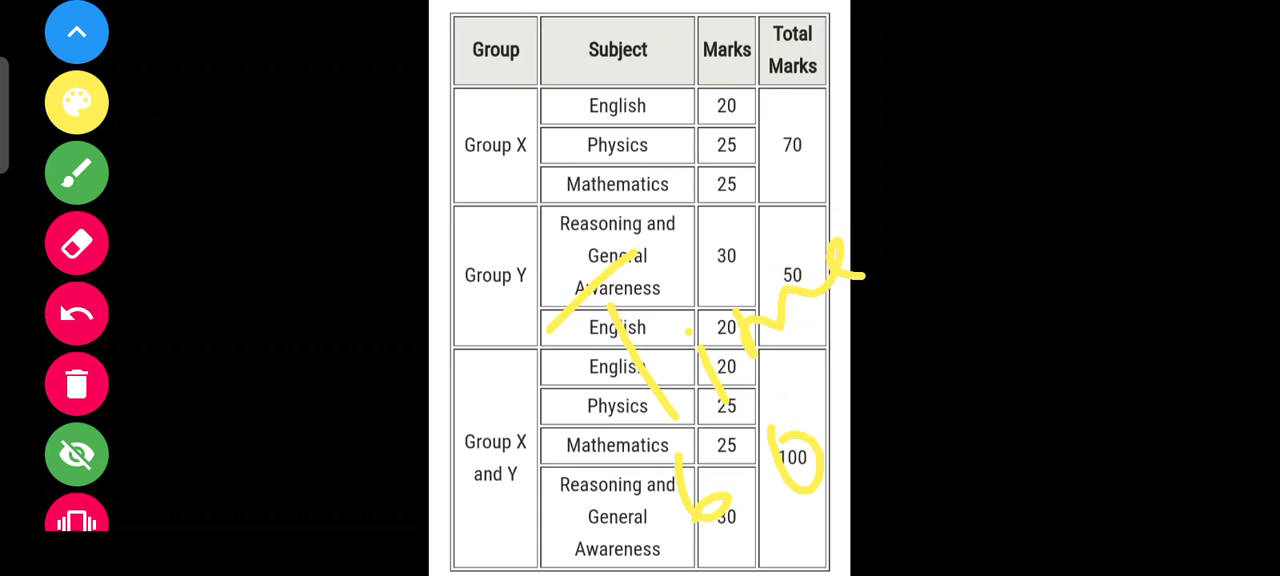 Group Subject Marks Total Marks
Group X English 20 70
Physics 25
Mathematics 25
Group Y Reasoning and General Awareness 30 50
English 20
Group X and Y English 20 100
Physics 25
Mathematics 25
Reasoning and General Awareness 30
Time
60